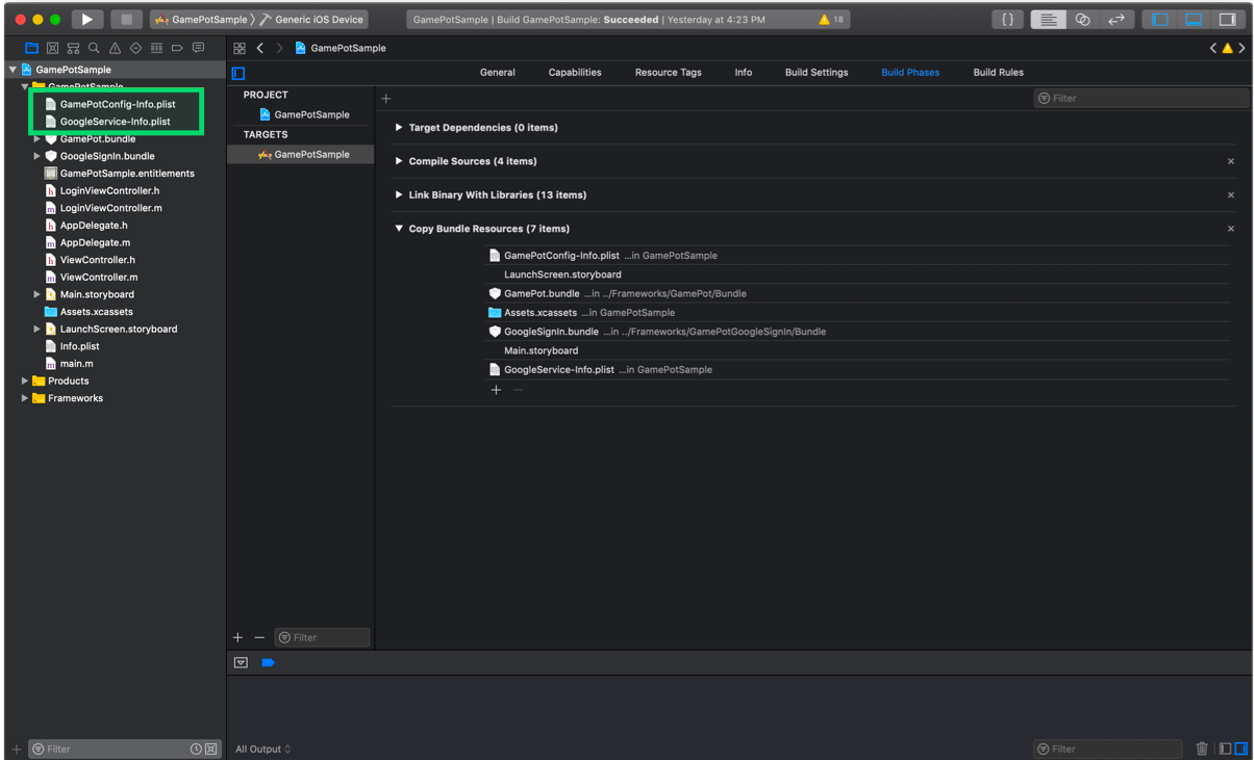 GamePotSample 〉 Generic iOS Device
GamePotSample | Build GamePotSample: Succeeded | Yesterday at 4:23 PM
18
{ }
GamePotSample
General
Capabilities
Resource Tags
Info
Build Settings
Build Phases
Build Rules
GamePotSample
GamePotSample
GamePotConfig-Info.plist
GoogleService-Info.plist
GamePot.bundle
GoogleSignIn.bundle
GamePotSample.entitlements
LoginViewController.h
LoginViewController.m
AppDelegate.h
AppDelegate.m
ViewController.h
ViewController.m
Main.storyboard
Assets.xcassets
LaunchScreen.storyboard
Info.plist
main.m
Products
Frameworks
PROJECT
GamePotSample
TARGETS
GamePotSample
Filter
Target Dependencies (0 items)
Compile Sources (4 items)
Link Binary With Libraries (13 items)
Copy Bundle Resources (7 items)
GamePotConfig-Info.plist ...in GamePotSample
LaunchScreen.storyboard
GamePot.bundle ...in ../Frameworks/GamePot/Bundle
Assets.xcassets ...in GamePotSample
GoogleSignIn.bundle ...in ../Frameworks/GamePotGoogleSignIn/Bundle
Main.storyboard
GoogleService-Info.plist ...in GamePotSample
Filter
Filter
All Output
Filter